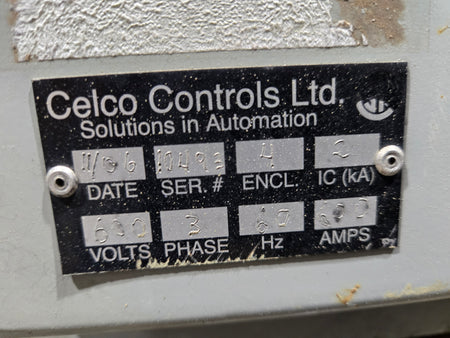 Celco Controls Ltd.
Solutions in Automation
11/06 10493 4 2
DATE SER. # ENCL. IC (kA)
600 3 60
VOLTS PHASE Hz AMPS